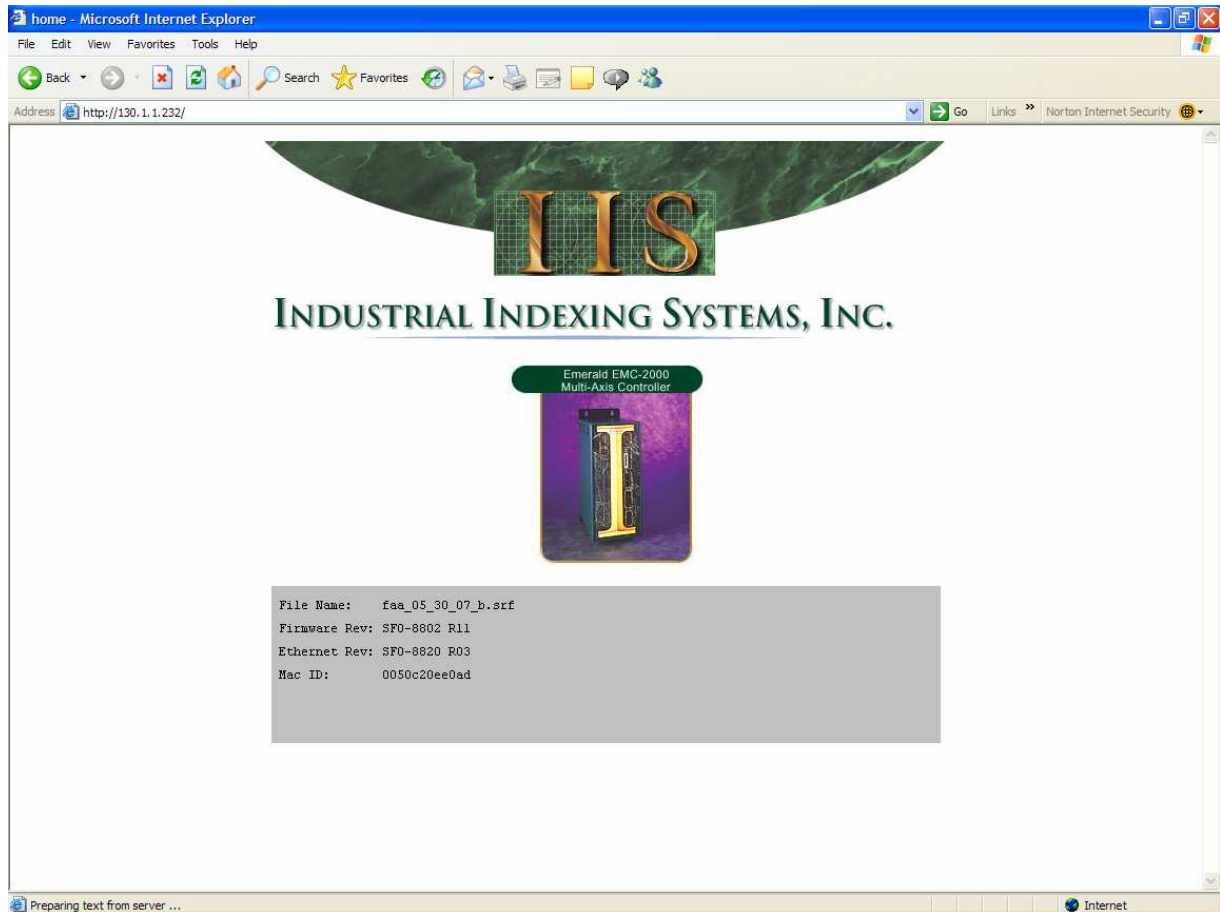 home - Microsoft Internet Explorer
File Edit View Favorites Tools Help
Back Search Favorites
Address http://130.1.1.232/ Go Links » Norton Internet Security
IIS
INDUSTRIAL INDEXING SYSTEMS, INC.
Emerald EMC-2000
Multi-Axis Controller
I
File Name: faa_05_30_07_b.srf
Firmware Rev: SFO-8802 R11
Ethernet Rev: SFO-8820 R03
Mac ID: 0050c20ee0ad
Preparing text from server ... Internet